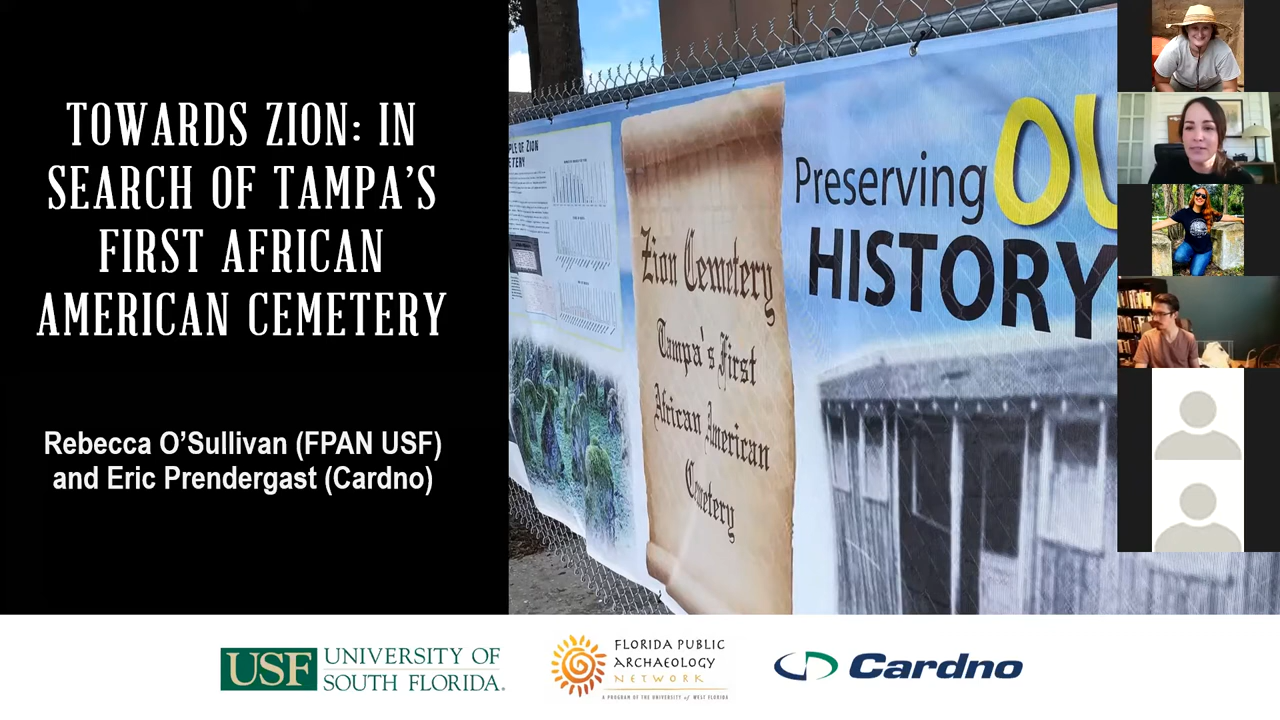 TOWARDS ZION: IN
SEARCH OF TAMPA'S
FIRST AFRICAN
AMERICAN CEMETERY
Rebecca O'Sullivan (FPAN USF)
and Eric Prendergast (Cardno)
Zion Cemetery
Tampa's First
African American
Cemetery
Preserving OU
HISTORY
USF UNIVERSITY OF
SOUTH FLORIDA.
FLORIDA PUBLIC
ARCHAEOLOGY
NETWORK
A PROGRAM OF THE UNIVERSITY of WEST FLORIDA
Cardno